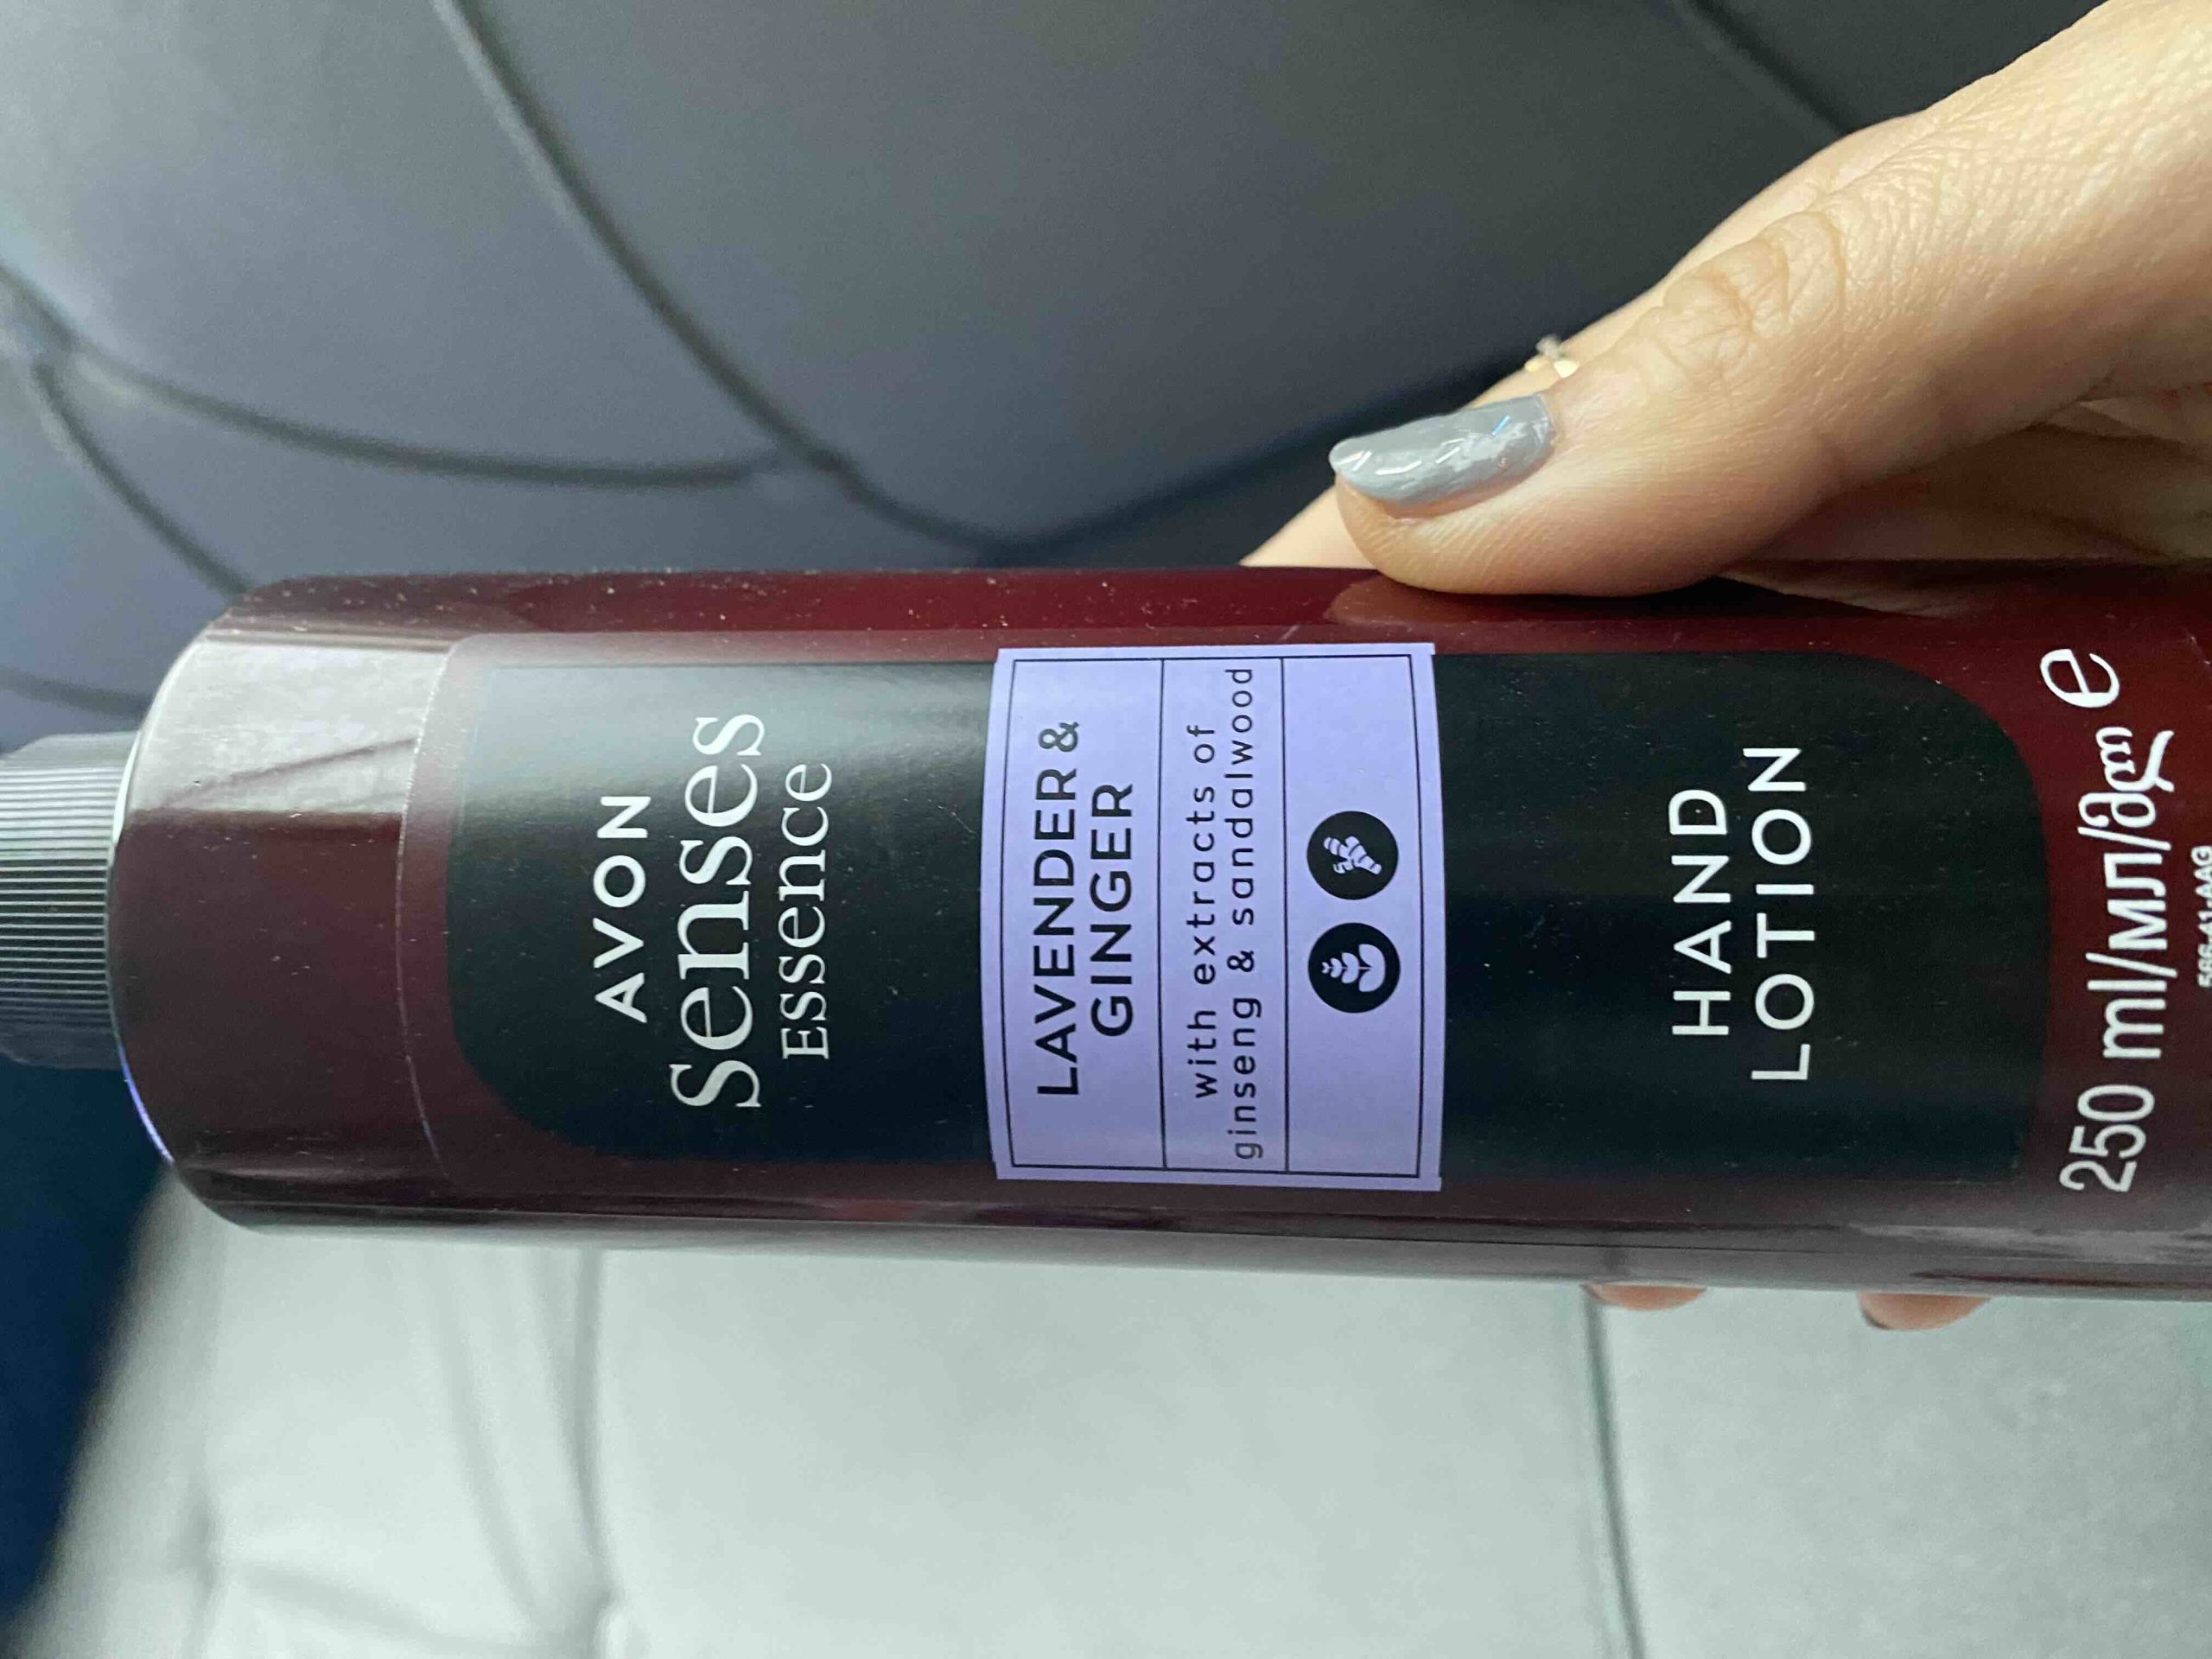 AVON
Senses
ESSENCE
LAVENDER &
GINGER
with extracts of
ginseng & sandalwood
HAND
LOTION
250 ml/мл/მლ e